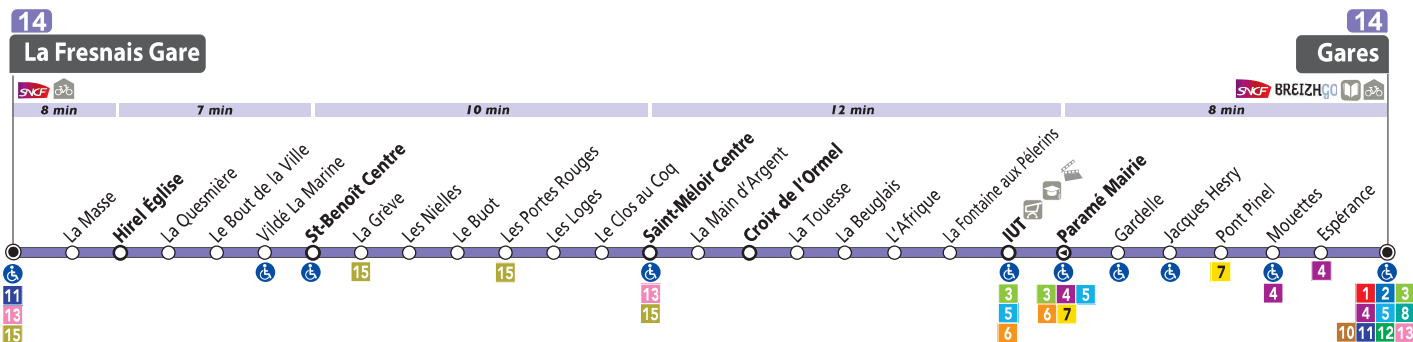 14
La Fresnais Gare
14
Gares
SNCF
SNCF BREIZHGO
8 min
7 min
10 min
12 min
8 min
La Masse
Hirel Église
La Quesmière
Le Bout de la Ville
Vildé La Marine
St-Benoît Centre
La Grève
Les Nielles
Le Buot
Les Portes Rouges
Les Loges
Le Clos au Coq
Saint-Méloir Centre
La Main d'Argent
Croix de l'Ormel
La Touesse
La Beuglais
L'Afrique
La Fontaine aux Pélerins
IUT
Paramé Mairie
Gardelle
Jacques Hesry
Pont Pinel
Mouettes
Espérance
11
13
15
15
15
13
15
3
5
6
3 4 5
6 7
7
4
4
1 2 3
4 5 8
10 11 12 13